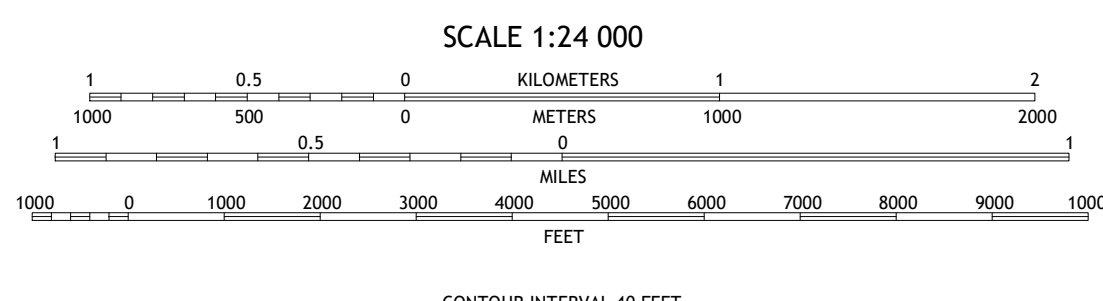 SCALE 1:24 000
1 0.5 0 KILOMETERS 1 2
1000 500 0 METERS 1000 2000
1 0.5 0 1
MILES
1000 0 1000 2000 3000 4000 5000 6000 7000 8000 9000 1000
FEET
CONTOUR INTERVAL 40 FEET